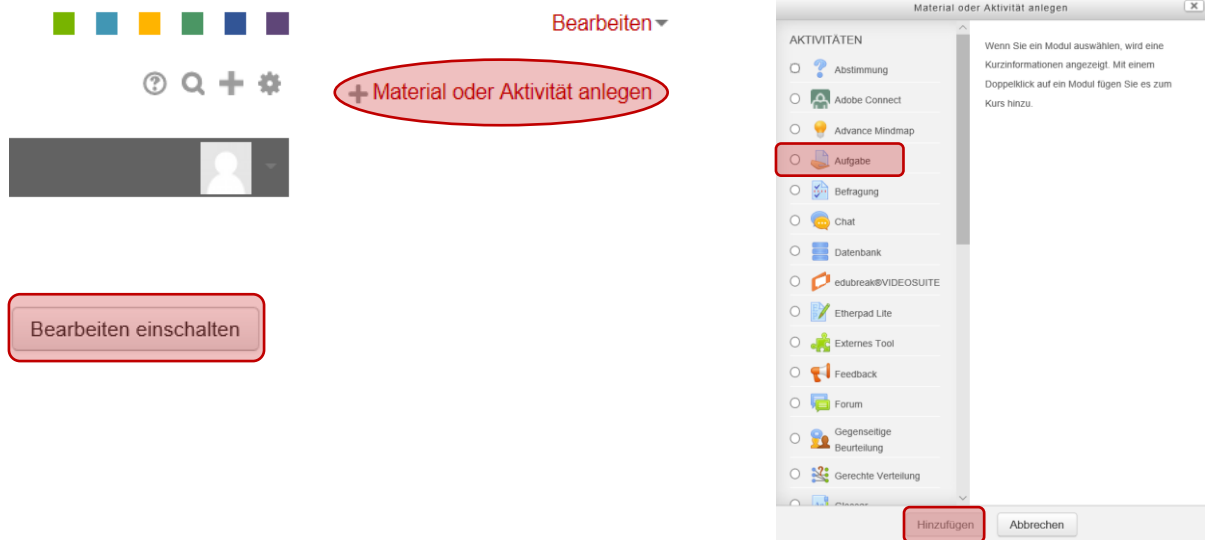 Bearbeiten
Material oder Aktivität anlegen
Bearbeiten einschalten
Material oder Aktivität anlegen
AKTIVITÄTEN
Abstimmung
Adobe Connect
Advance Mindmap
Aufgabe
Befragung
Chat
Datenbank
edubreak®VIDEOSUITE
Etherpad Lite
Externes Tool
Feedback
Forum
Gegenseitige
Beurteilung
Gerechte Verteilung
Wenn Sie ein Modul auswählen, wird eine
Kurzinformationen angezeigt. Mit einem
Doppelklick auf ein Modul fügen Sie es zum
Kurs hinzu.
Hinzufügen
Abbrechen